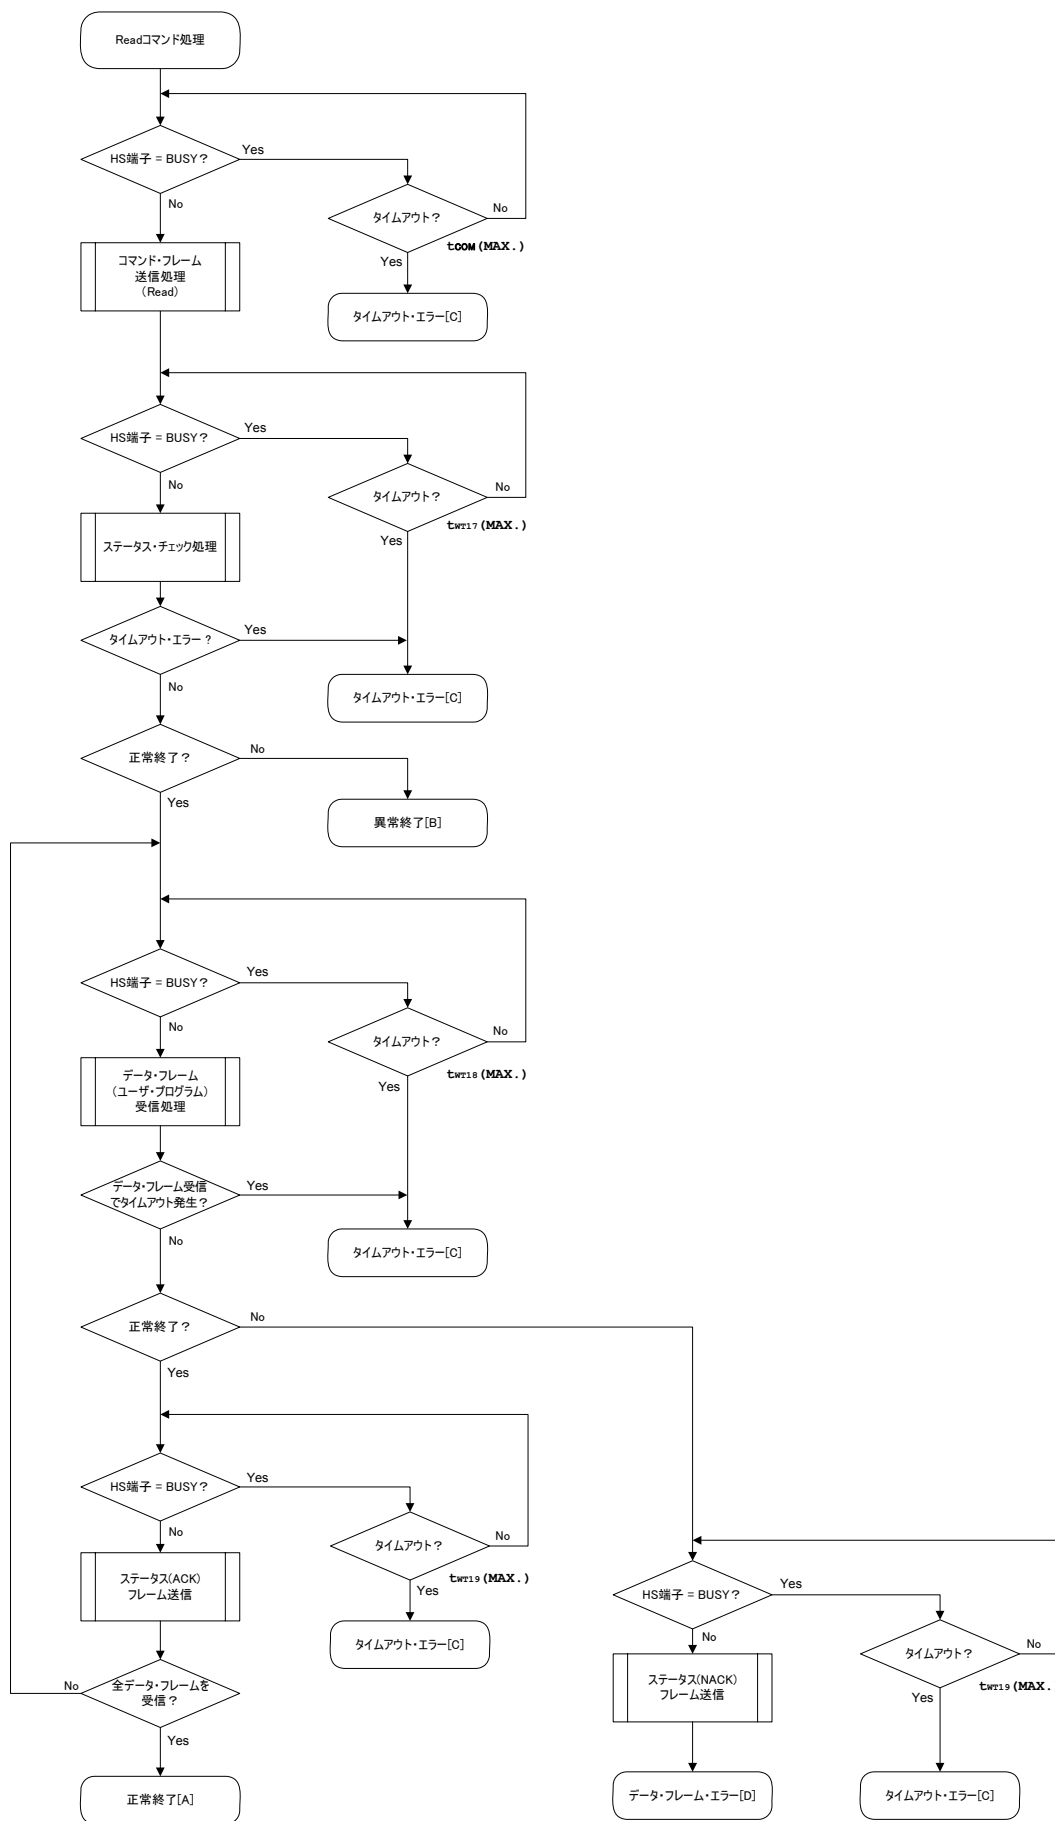 Readコマンド処理
HS端子 = BUSY？
Yes
No
タイムアウト？
No
tCOM(MAX.)
Yes
コマンド・フレーム
送信処理
（Read）
タイムアウト・エラー[C]
HS端子 = BUSY？
Yes
No
タイムアウト？
No
tWT17(MAX.)
Yes
ステータス・チェック処理
タイムアウト・エラー？
Yes
No
タイムアウト・エラー[C]
正常終了？
No
Yes
異常終了[B]
HS端子 = BUSY？
Yes
No
タイムアウト？
No
tWT18(MAX.)
Yes
データ・フレーム
（ユーザ・プログラム）
受信処理
データ・フレーム受信
でタイムアウト発生？
Yes
No
タイムアウト・エラー[C]
正常終了？
No
Yes
HS端子 = BUSY？
Yes
No
タイムアウト？
No
tWT19(MAX.)
Yes
ステータス(ACK)
フレーム送信
タイムアウト・エラー[C]
全データ・フレームを
受信？
No
Yes
正常終了[A]
HS端子 = BUSY？
Yes
No
タイムアウト？
No
tWT19(MAX.
Yes
ステータス(NACK)
フレーム送信
データ・フレーム・エラー[D]
タイムアウト・エラー[C]